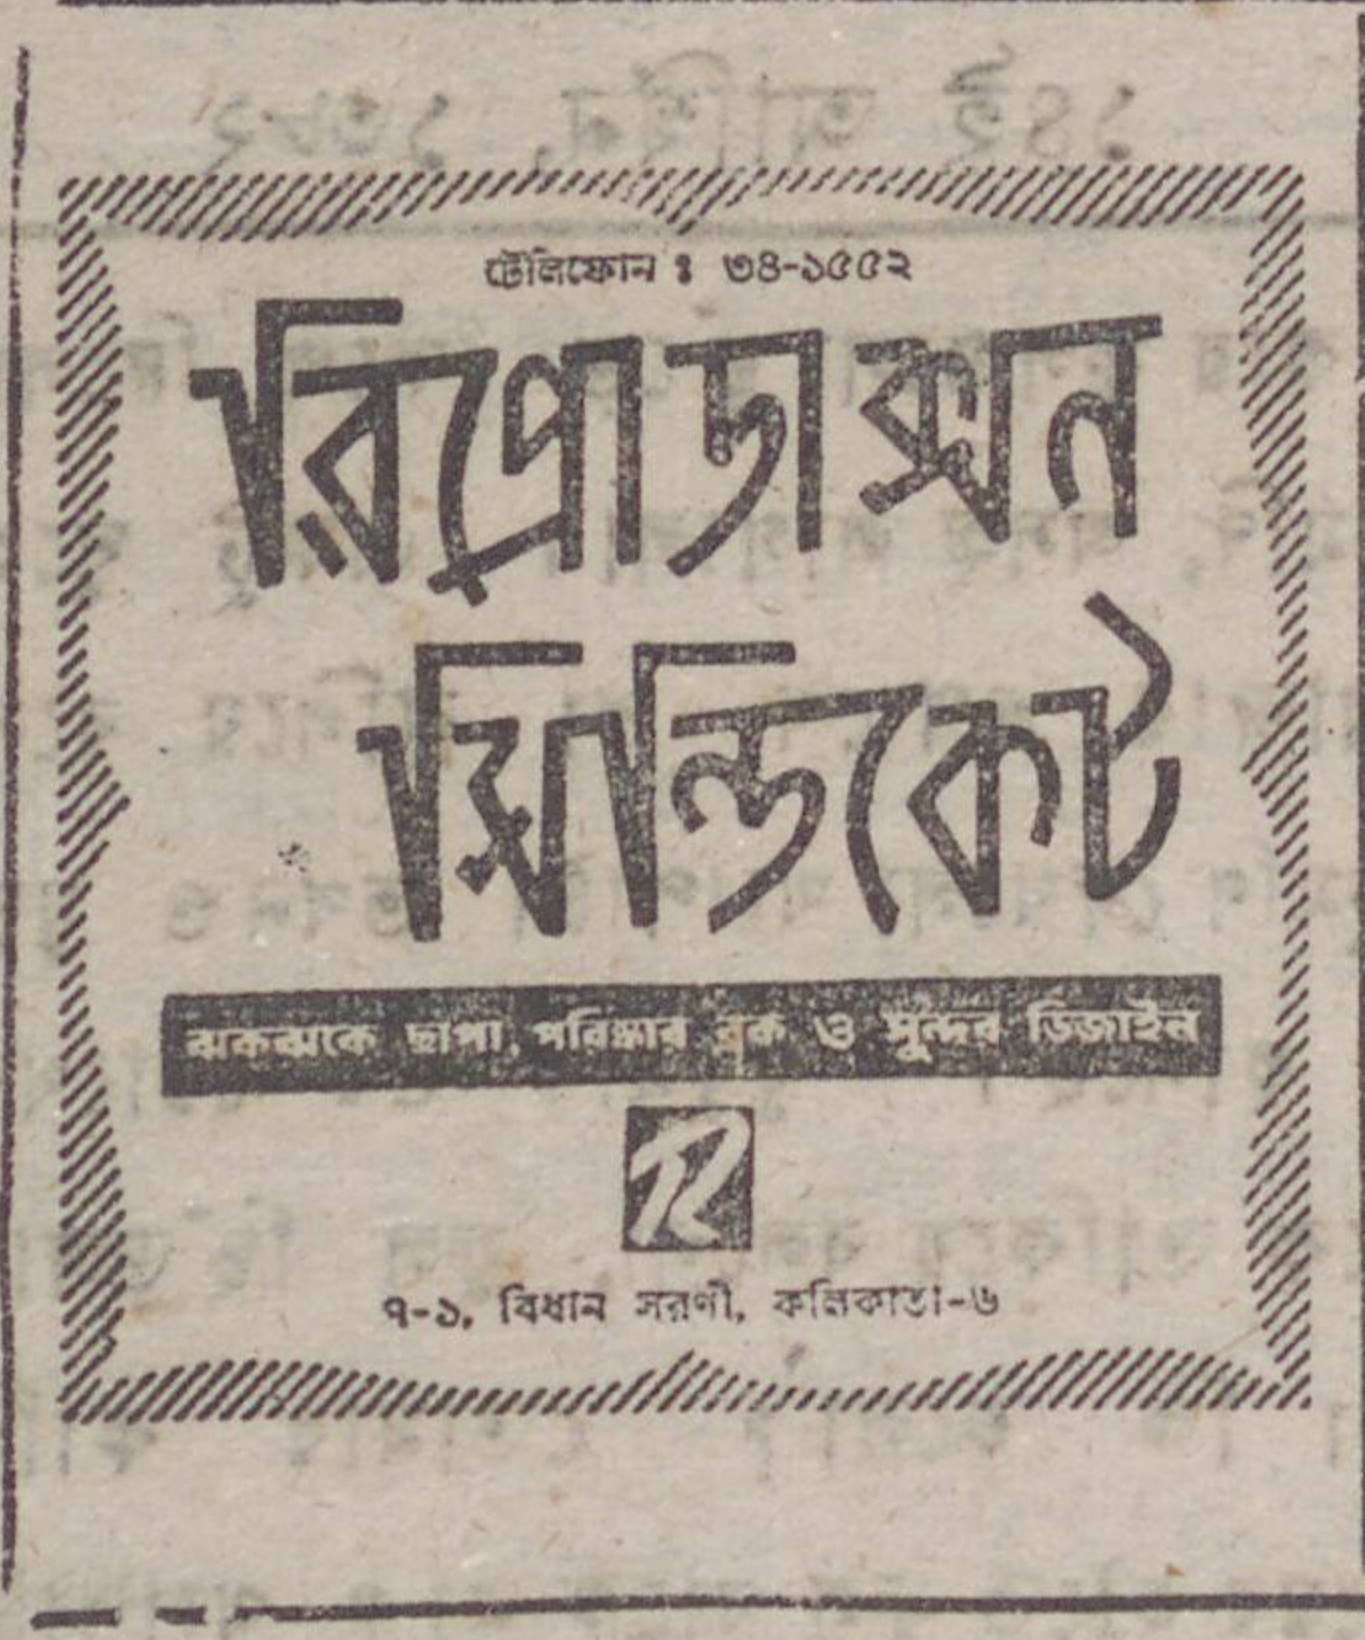 টেলিফোন ঃ ৩৪-১৫৫২
রিপ্রোডাক্সন
সিন্ডিকেট
ঝকঝকে ছাপা, পরিষ্কার ব্লক ও সুন্দর ডিজাইন
R
৭-১, বিধান সরণী, কলিকাতা-৬